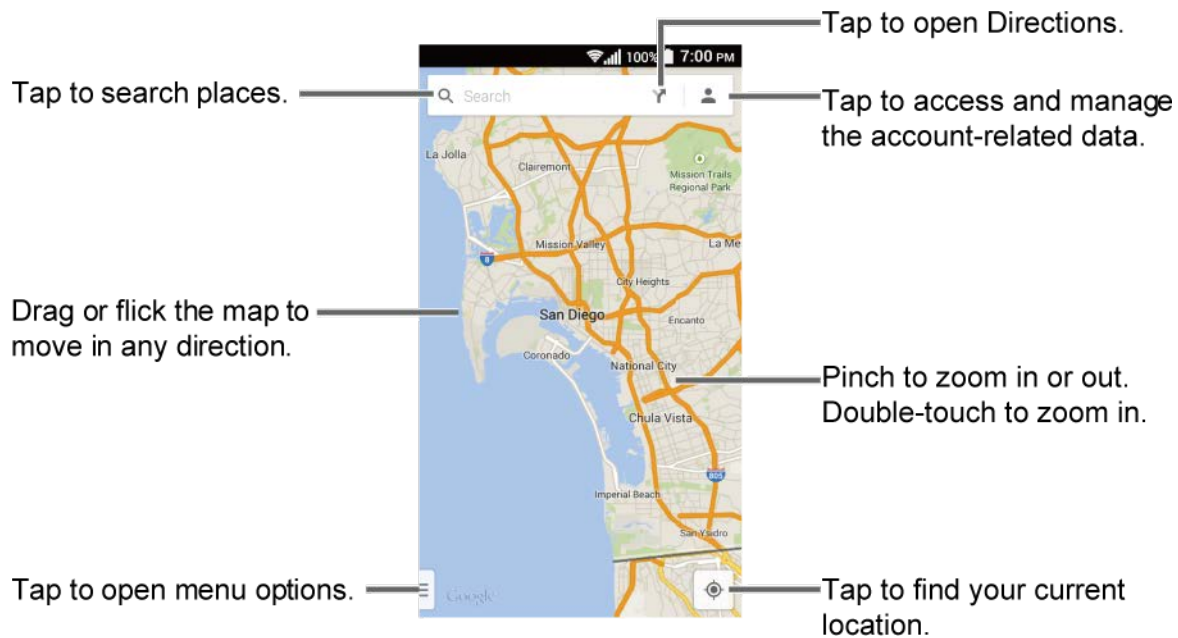 Tap to open Directions.
100% 7:00 PM
Tap to search places.
Search
Tap to access and manage
the account-related data.
La Jolla
Clairemont
Mission Trails
Regional Park
Mission Valley
La Me
8
City Heights
Drag or flick the map to
move in any direction.
San Diego
Encanto
Coronado
National City
Pinch to zoom in or out.
Double-touch to zoom in.
Chula Vista
805
Imperial Beach
San Ysidro
Tap to open menu options.
Google
Tap to find your current
location.